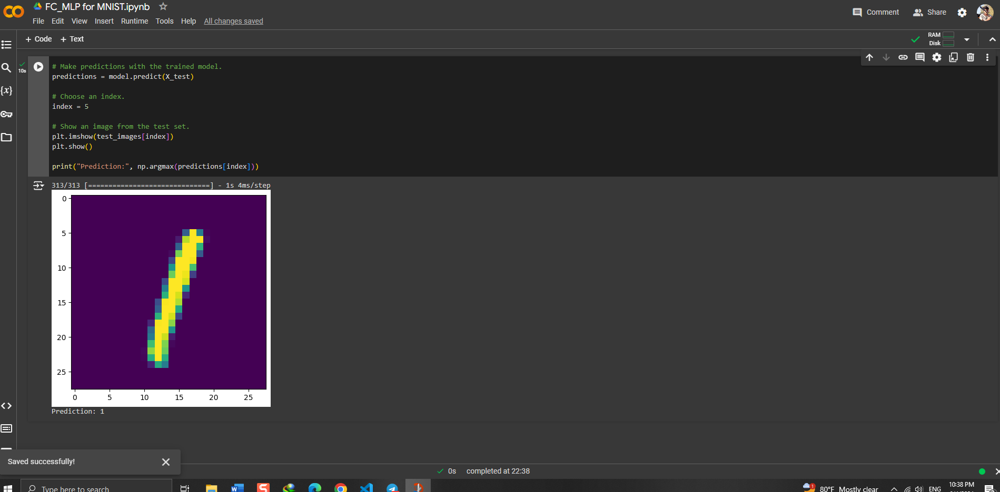 FC_MLP for MNIST.ipynb
File Edit View Insert Runtime Tools Help All changes saved
Comment Share
+ Code + Text
RAM
Disk
10s
# Make predictions with the trained model.
predictions = model.predict(X_test)
# Choose an index.
index = 5
# Show an image from the test set.
plt.imshow(test_images[index])
plt.show()
print("Prediction:", np.argmax(predictions[index]))
313/313 [==============================] - 1s 4ms/step
0
5
10
15
20
25
0 5 10 15 20 25
Prediction: 1
Saved successfully!
0s completed at 22:38
Type here to search
80°F Mostly clear
ENG
10:38 PM